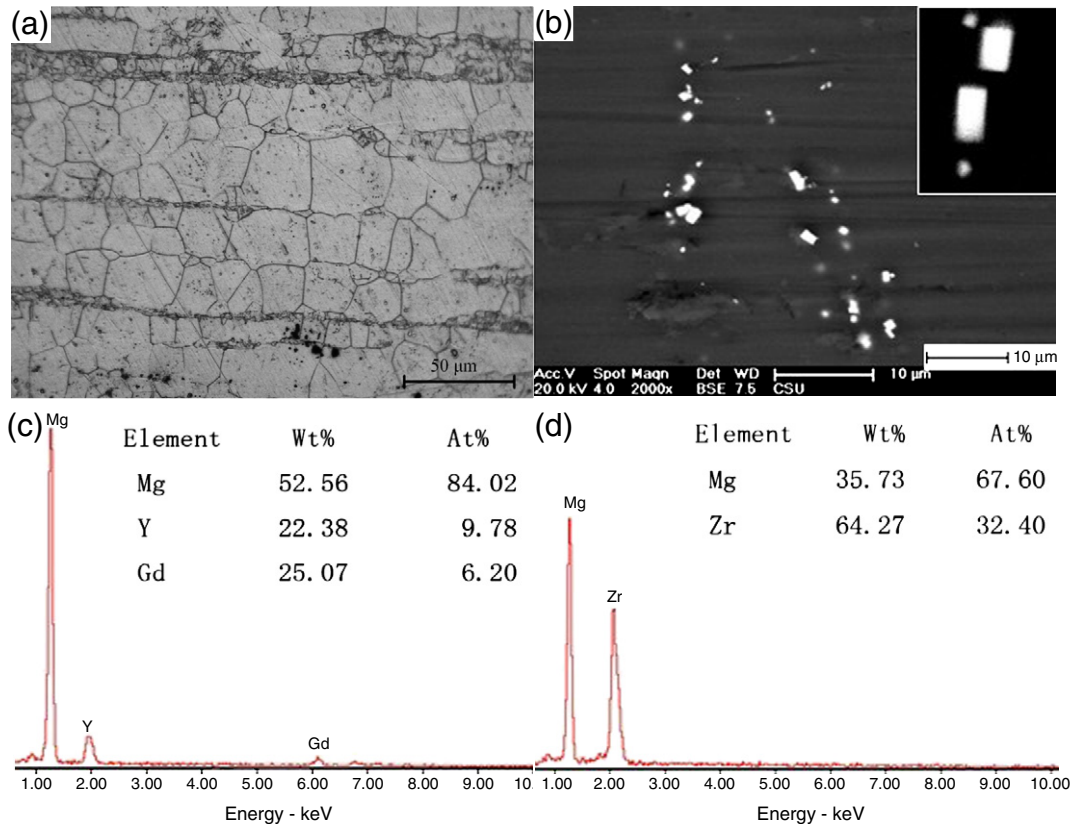 (a)
50 μm
(b)
10 μm
Acc.V Spot Magn Det WD 10 μm
20.0 kV 4.0 2000x BSE 7.5 CSU
(c)
Mg
Element Wt% At%
Mg 52.56 84.02
Y 22.38 9.78
Gd 25.07 6.20
Y
Gd
1.00 2.00 3.00 4.00 5.00 6.00 7.00 8.00 9.00 10.0
Energy - keV
(d)
Element Wt% At%
Mg 35.73 67.60
Zr 64.27 32.40
Mg
Zr
1.00 2.00 3.00 4.00 5.00 6.00 7.00 8.00 9.00 10.00
Energy - keV